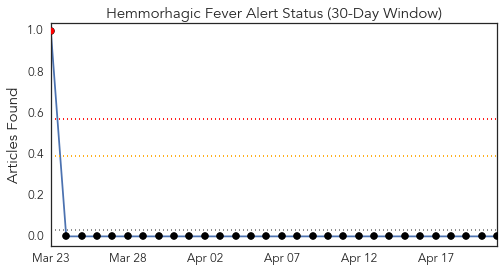 Hemmorhagic Fever Alert Status (30-Day Window)
Articles Found
1.0
0.8
0.6
0.4
0.2
0.0
Mar 23 Mar 28 Apr 02 Apr 07 Apr 12 Apr 17